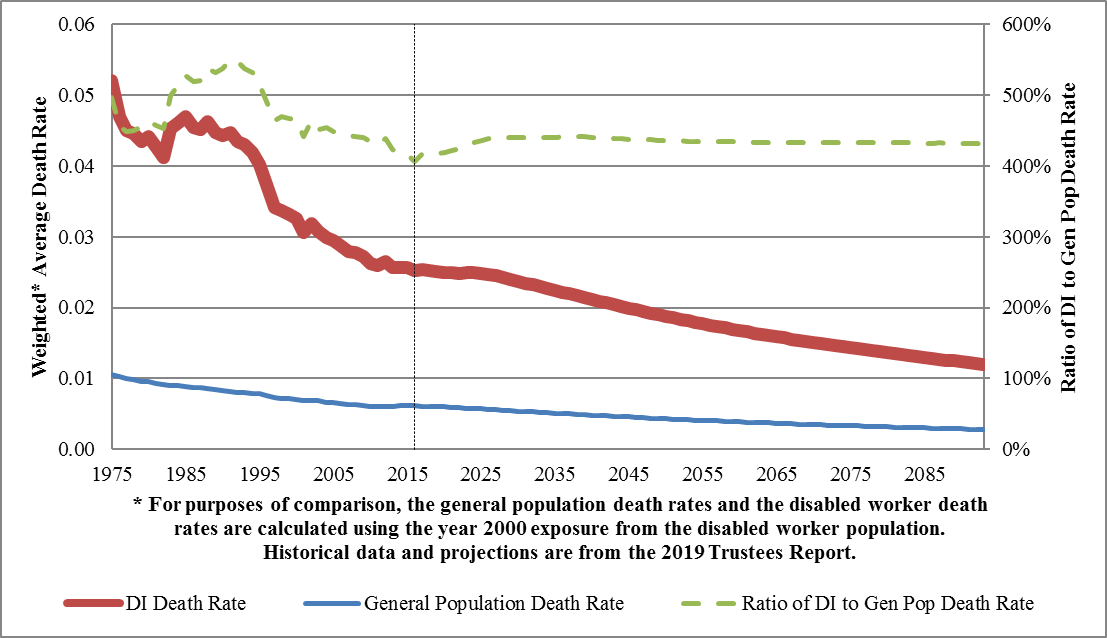 0.06
0.05
0.04
0.03
0.02
0.01
0.00
Weighted* Average Death Rate
600%
500%
400%
300%
200%
100%
0%
Ratio of DI to Gen Pop Death Rate
1975 1985 1995 2005 2015 2025 2035 2045 2055 2065 2075 2085
* For purposes of comparison, the general population death rates and the disabled worker death
rates are calculated using the year 2000 exposure from the disabled worker population.
Historical data and projections are from the 2019 Trustees Report.
DI Death Rate General Population Death Rate Ratio of DI to Gen Pop Death Rate